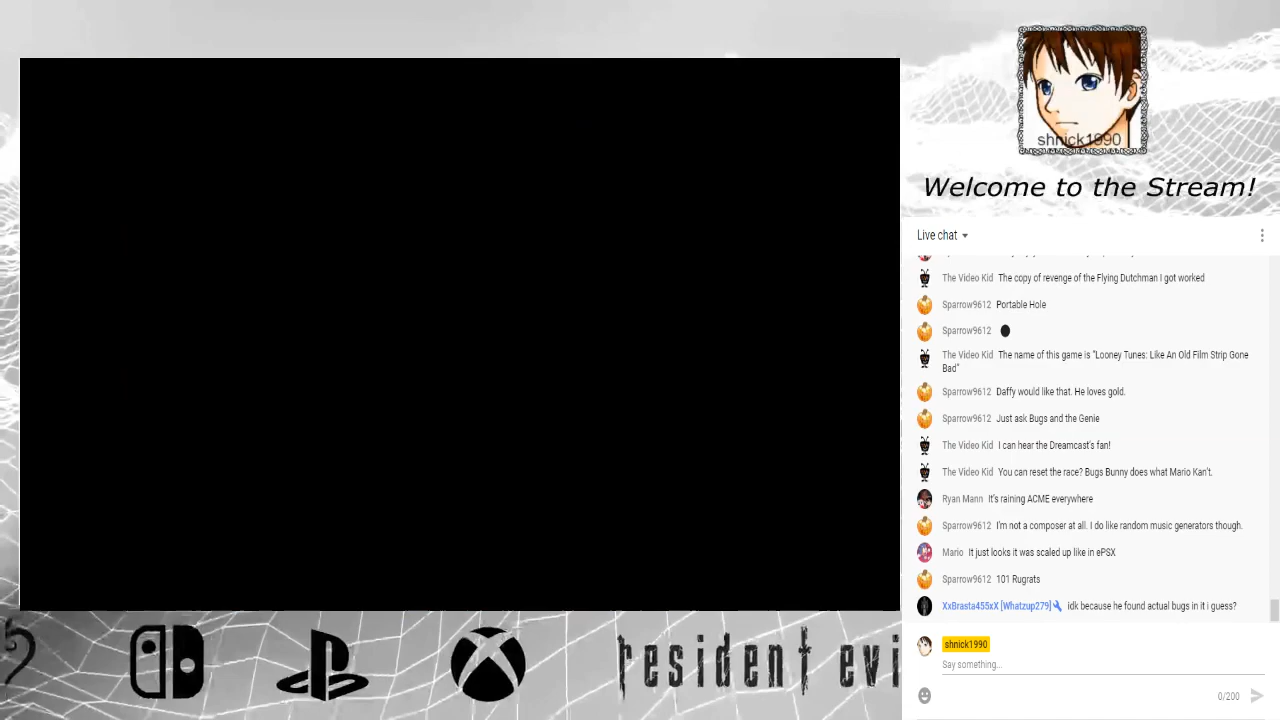 shnick1990
Welcome to the Stream!
Live chat
The Video Kid The copy of revenge of the Flying Dutchman I got worked
Sparrow9612 Portable Hole
Sparrow9612
The Video Kid The name of this game is "Looney Tunes: Like An Old Film Strip Gone
Bad"
Sparrow9612 Daffy would like that. He loves gold.
Sparrow9612 Just ask Bugs and the Genie
The Video Kid I can hear the Dreamcast's fan!
The Video Kid You can reset the race? Bugs Bunny does what Mario Kan't.
Ryan Mann It's raining ACME everywhere
Sparrow9612 I'm not a composer at all. I do like random music generators though.
Mario It just looks it was scaled up like in ePSX
Sparrow9612 101 Rugrats
XxBrasta455xX [Whatzup279] idk because he found actual bugs in it i guess?
shnick1990
Say something...
0/200
resident evi